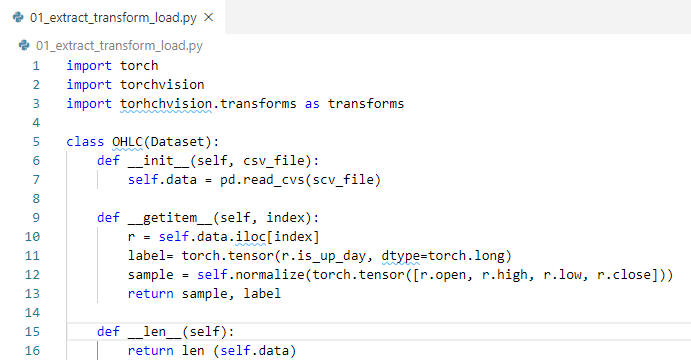 01_extract_transform_load.py ×
01_extract_transform_load.py
1 import torch
2 import torchvision
3 import torhchvision.transforms as transforms
4
5 class OHLC(Dataset):
6     def __init__(self, csv_file):
7         self.data = pd.read_cvs(scv_file)
8
9     def __getitem__(self, index):
10         r = self.data.iloc[index]
11         label= torch.tensor(r.is_up_day, dtype=torch.long)
12         sample = self.normalize(torch.tensor([r.open, r.high, r.low, r.close]))
13         return sample, label
14
15     def __len__(self):
16         return len (self.data)